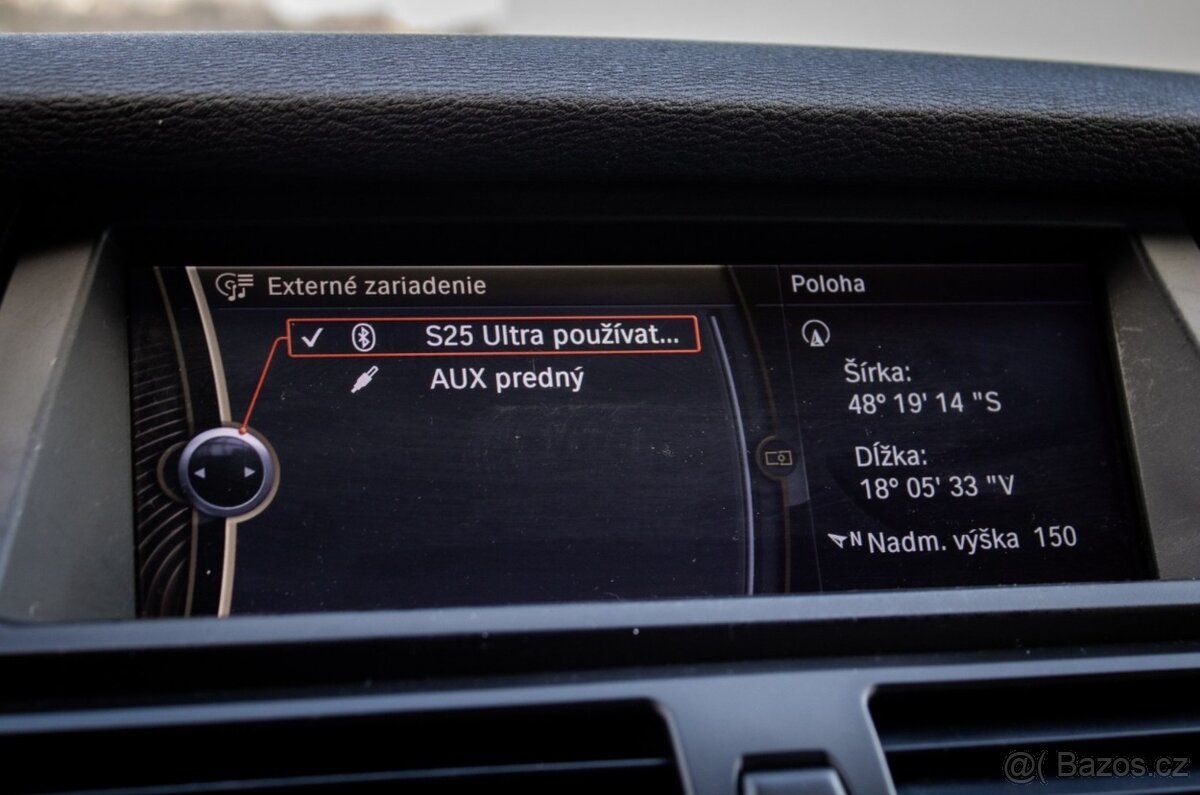 Externé zariadenie
S25 Ultra používat...
AUX predný
Poloha
Šírka:
48° 19' 14 "S
Dĺžka:
18° 05' 33 "V
N Nadm. výška 150
@( Bazos.cz